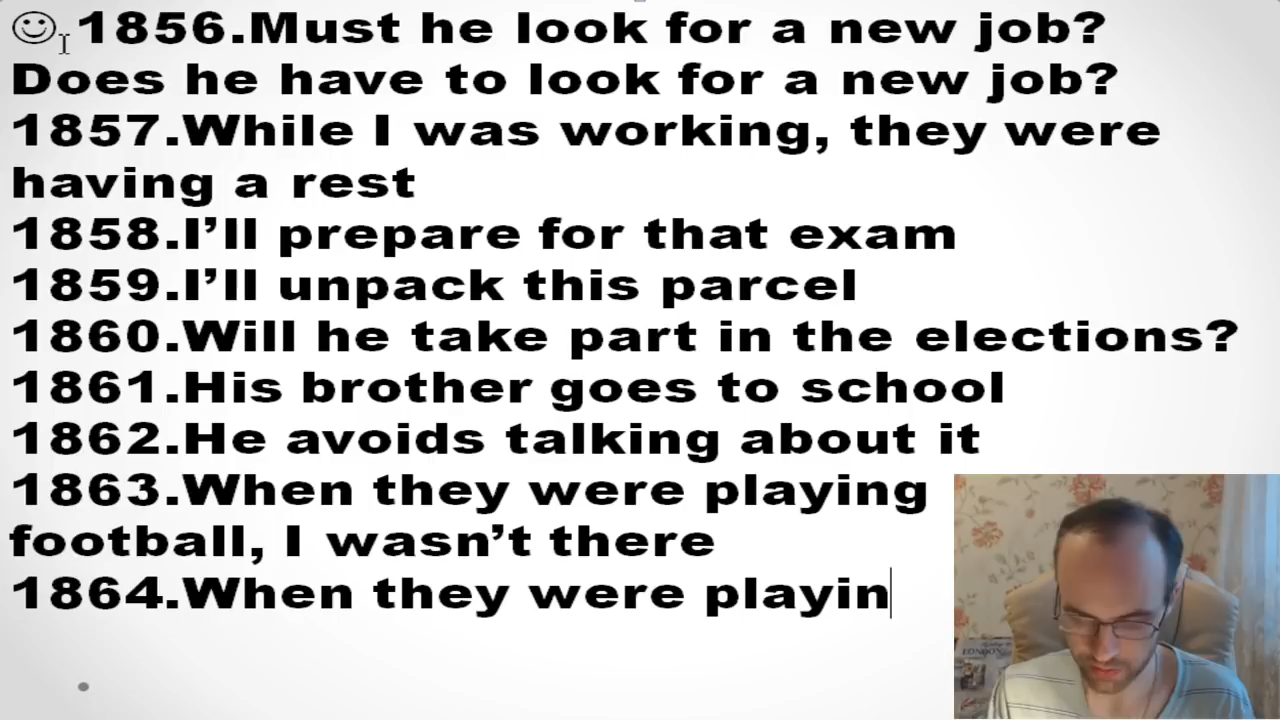 ☺.1856.Must he look for a new job?
Does he have to look for a new job?
1857.While I was working, they were
having a rest
1858.I'll prepare for that exam
1859.I'll unpack this parcel
1860.Will he take part in the elections?
1861.His brother goes to school
1862.He avoids talking about it
1863.When they were playing
football, I wasn't there
1864.When they were playin
LONDON